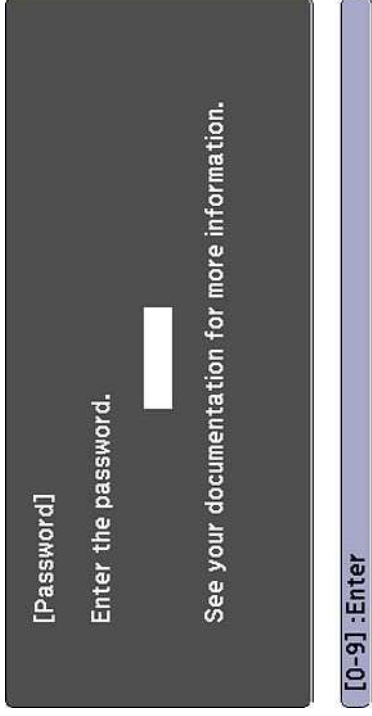 [Password]
Enter the password.
See your documentation for more information.
[0-9] :Enter